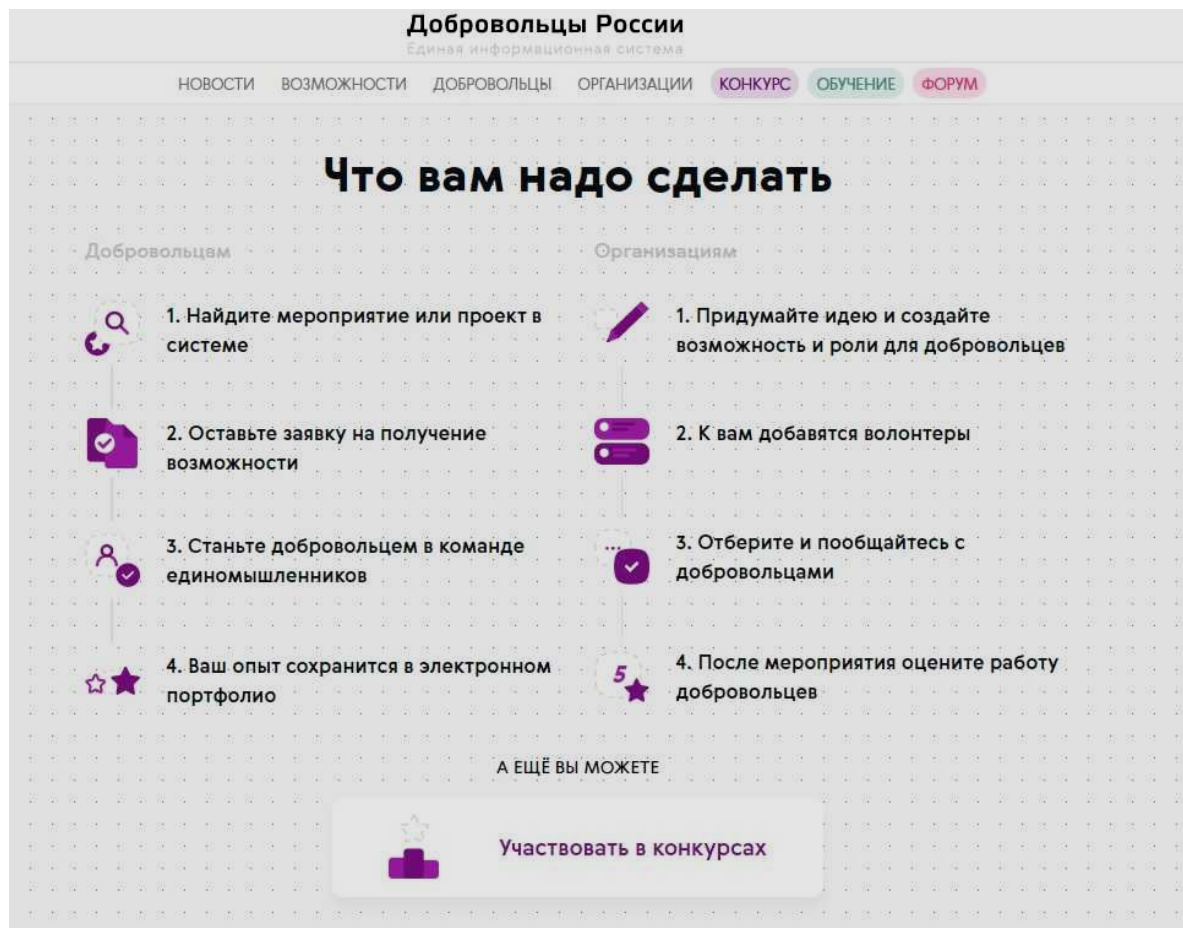 Добровольцы России
Единая информационная система
НОВОСТИ ВОЗМОЖНОСТИ ДОБРОВОЛЬЦЫ ОРГАНИЗАЦИИ КОНКУРС ОБУЧЕНИЕ ФОРУМ
Что вам надо сделать
Добровольцам
1. Найдите мероприятие или проект в
системе
2. Оставьте заявку на получение
возможности
3. Станьте добровольцем в команде
единомышленников
4. Ваш опыт сохранится в электронном
портфолио
Организациям
1. Придумайте идею и создайте
возможность и роли для добровольцев
2. К вам добавятся волонтеры
3. Отберите и пообщайтесь с
добровольцами
5
4. После мероприятия оцените работу
добровольцев
А ЕЩЁ ВЫ МОЖЕТЕ
Участвовать в конкурсах